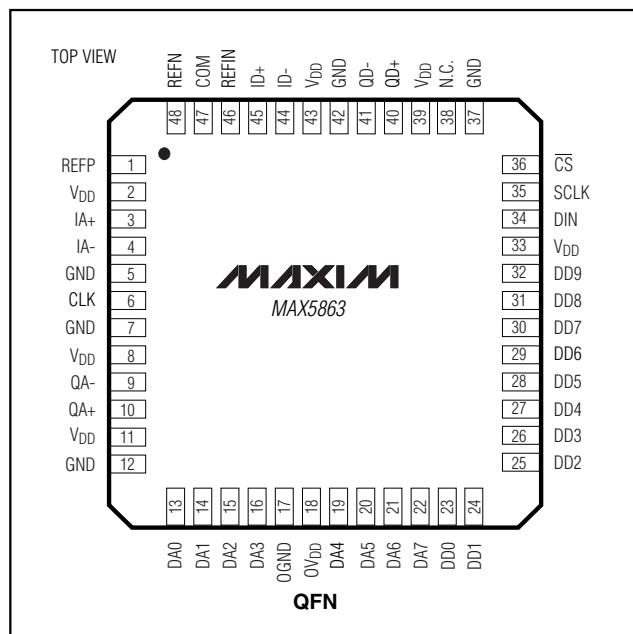 TOP VIEW
REFN COM REFIN ID+ ID- VDD GND QD- QD+ VDD N.C. GND
48 47 46 45 44 43 42 41 40 39 38 37
REFP 1
VDD 2
IA+ 3
IA- 4
GND 5
CLK 6
GND 7
VDD 8
QA- 9
QA+ 10
VDD 11
GND 12
MAXIM
MAX5863
36 C̅S̅
35 SCLK
34 DIN
33 VDD
32 DD9
31 DD8
30 DD7
29 DD6
28 DD5
27 DD4
26 DD3
25 DD2
13 14 15 16 17 18 19 20 21 22 23 24
DA0 DA1 DA2 DA3 OGND OVDD DA4 DA5 DA6 DA7 DD0 DD1
QFN